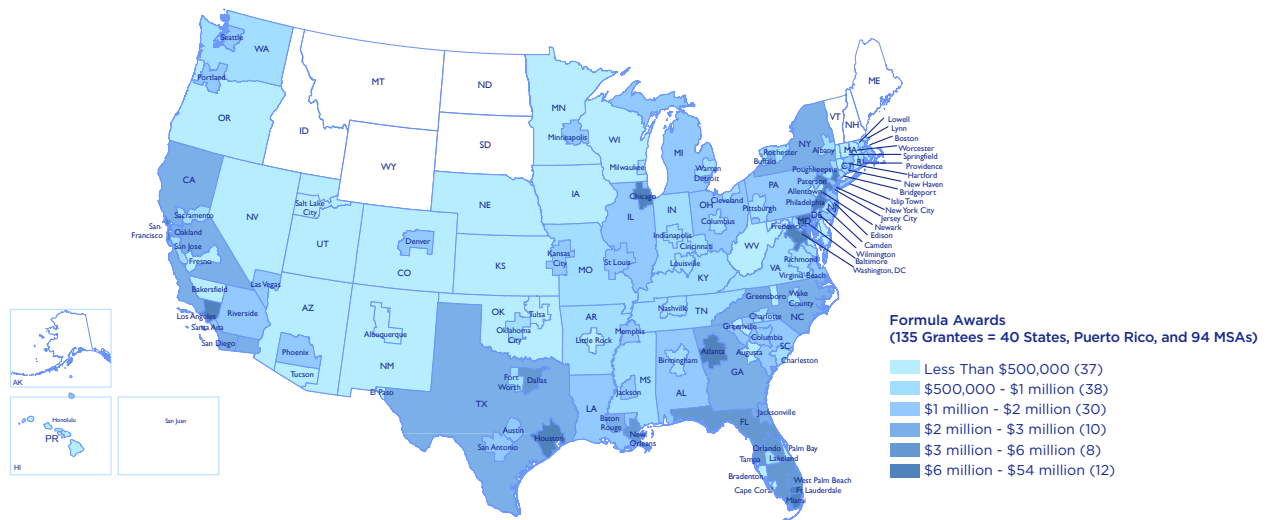 Seattle
WA
Portland
OR
MT
ID
WY
ND
SD
MN
Minneapolis
WI
Milwaukee
MI
Warren
Detroit
ME
VT
NH
NY
Rochester
Buffalo
Albany
MA
CT
RI
Lowell
Lynn
Boston
Worcester
Springfield
Providence
Hartford
New Haven
Bridgeport
Islip Town
New York City
Jersey City
Newark
Edison
Camden
Wilmington
Baltimore
Washington, DC
Poughkeepsie
Paterson
Allentown
Philadelphia
NJ
DE
MD
Frederick
PA
Pittsburgh
CA
Sacramento
San
Francisco
Oakland
San Jose
Fresno
Bakersfield
Los Angeles
Santa Ana
Riverside
San Diego
NV
Las Vegas
Salt Lake
City
UT
AZ
Phoenix
Tucson
Denver
CO
Albuquerque
NM
El Paso
NE
KS
IA
Kansas
City
MO
St Louis
Chicago
IL
IN
Indianapolis
OH
Cleveland
Columbus
Cincinnati
Louisville
KY
WV
VA
Richmond
Virginia Beach
OK
Oklahoma
City
Tulsa
AR
Little Rock
Memphis
Nashville
TN
Greensboro
Wake
County
Charlotte
NC
Greenville
Columbia
SC
Charleston
Augusta
Atlanta
GA
Birmingham
AL
MS
Jackson
LA
Baton
Rouge
New
Orleans
TX
Fort
Worth
Dallas
Austin
San Antonio
Houston
Jacksonville
FL
Orlando
Palm Bay
Tampa
Lakeland
Bradenton
Cape Coral
West Palm Beach
Ft Lauderdale
Miami
AK
Honolulu
PR
HI
San Juan
Formula Awards
(135 Grantees = 40 States, Puerto Rico, and 94 MSAs)
Less Than $500,000 (37)
$500,000 - $1 million (38)
$1 million - $2 million (30)
$2 million - $3 million (10)
$3 million - $6 million (8)
$6 million - $54 million (12)